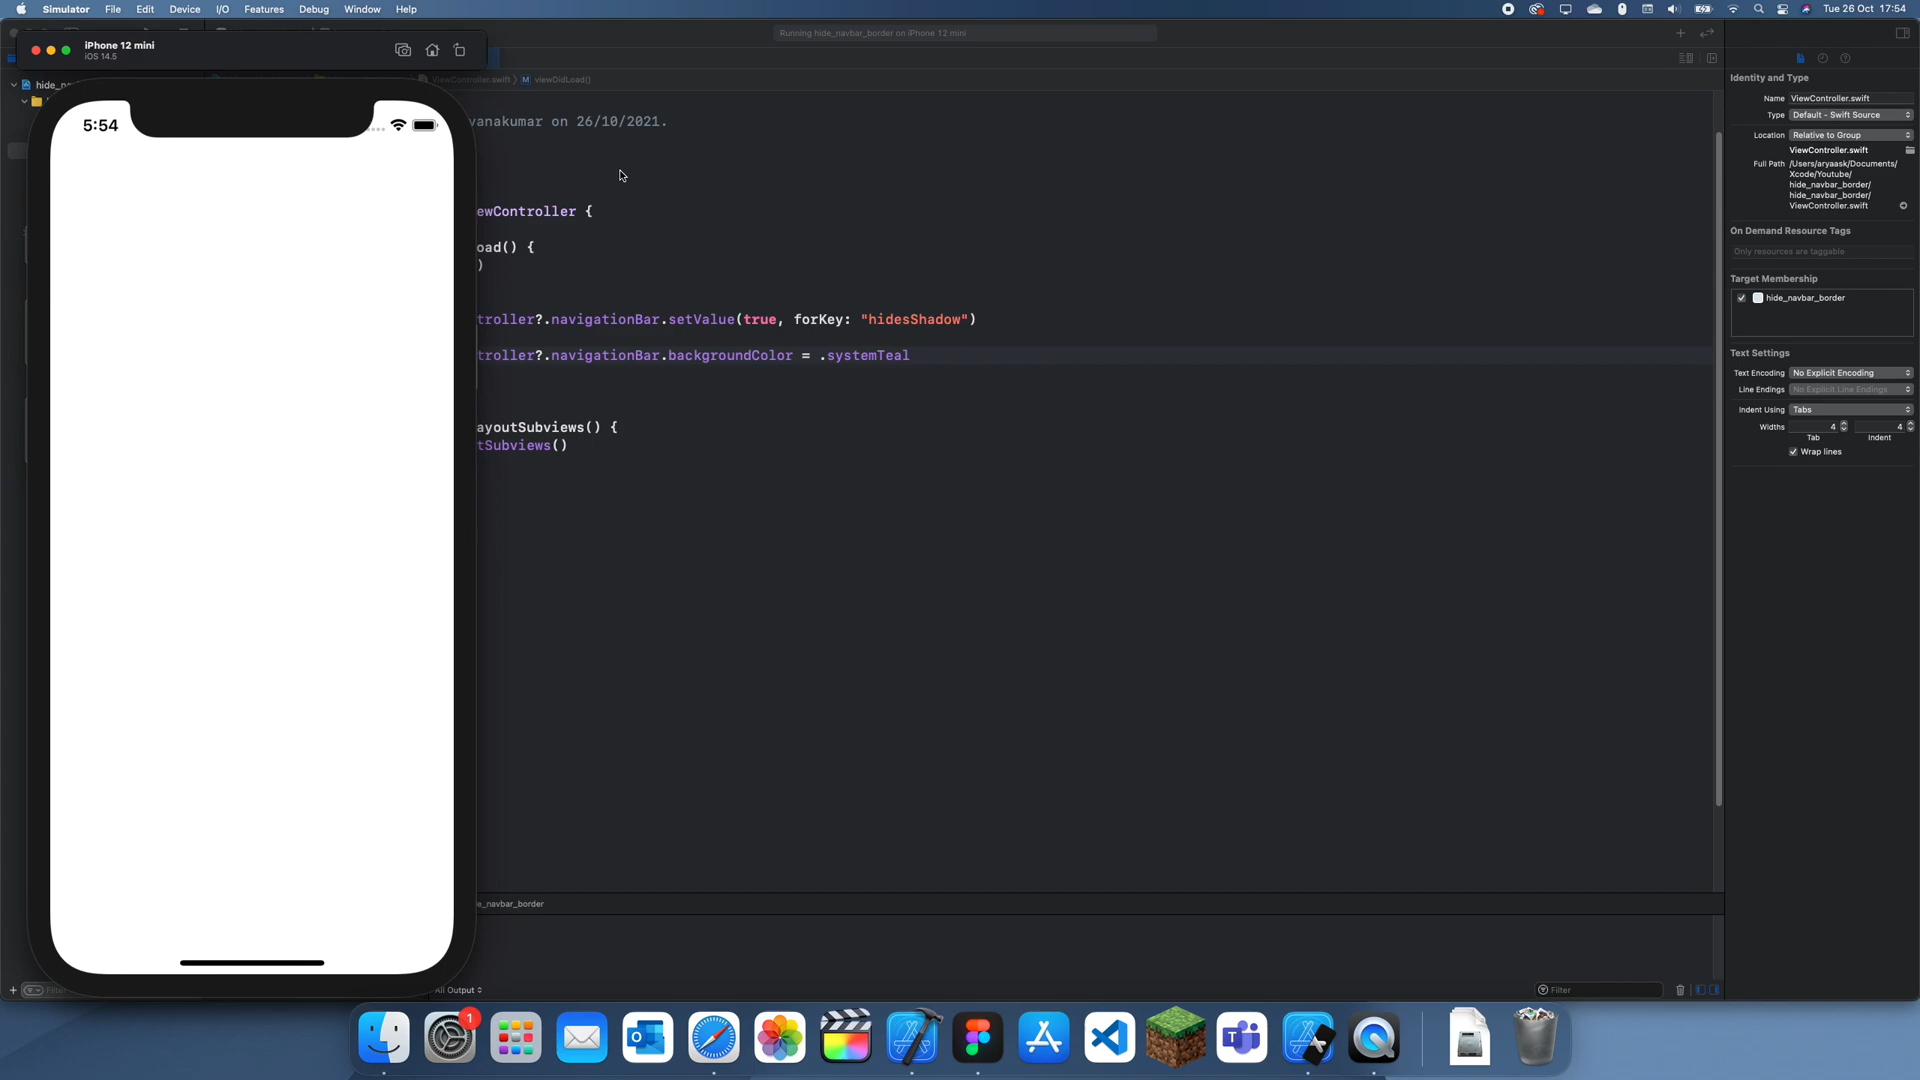 Simulator File Edit Device I/O Features Debug Window Help Tue 26 Oct 17:54
iPhone 12 mini
iOS 14.5
Running hide_navbar_border on iPhone 12 mini
ViewController.swift M viewDidLoad()
5:54
vanakumar on 26/10/2021.
ewController {
oad() {
)
troller?.navigationBar.setValue(true, forKey: "hidesShadow")
troller?.navigationBar.backgroundColor = .systemTeal
ayoutSubviews() {
tSubviews()
e_navbar_border
All Output
Filter
Identity and Type
Name ViewController.swift
Type Default - Swift Source
Location Relative to Group
ViewController.swift
Full Path /Users/aryaask/Documents/
Xcode/Youtube/
hide_navbar_border/
hide_navbar_border/
ViewController.swift
On Demand Resource Tags
Only resources are taggable
Target Membership
hide_navbar_border
Text Settings
Text Encoding No Explicit Encoding
Line Endings No Explicit Line Endings
Indent Using Tabs
Widths 4 4
Tab Indent
Wrap lines
1